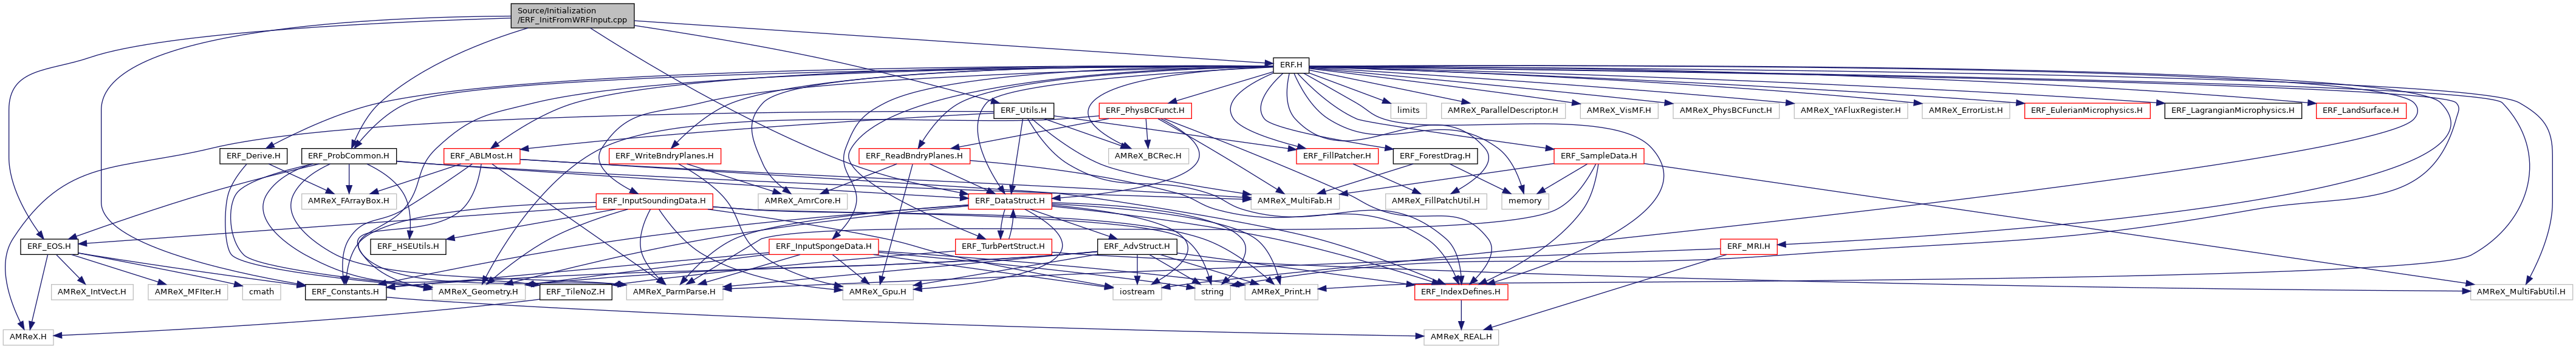 Source/Initialization
/ERF_InitFromWRFInput.cpp
ERF.H
ERF_Utils.H
ERF_PhysBCFunct.H
limits
AMReX_ParallelDescriptor.H
AMReX_VisMF.H
AMReX_PhysBCFunct.H
AMReX_YAFluxRegister.H
AMReX_ErrorList.H
ERF_EulerianMicrophysics.H
ERF_LagrangianMicrophysics.H
ERF_LandSurface.H
ERF_Derive.H
ERF_ProbCommon.H
ERF_ABLMost.H
ERF_WriteBndryPlanes.H
ERF_ReadBndryPlanes.H
AMReX_BCRec.H
ERF_FillPatcher.H
ERF_ForestDrag.H
ERF_SampleData.H
AMReX_FArrayBox.H
ERF_InputSoundingData.H
AMReX_AmrCore.H
ERF_DataStruct.H
AMReX_MultiFab.H
AMReX_FillPatchUtil.H
memory
ERF_EOS.H
ERF_HSEUtils.H
ERF_InputSpongeData.H
ERF_TurbPertStruct.H
ERF_AdvStruct.H
ERF_MRI.H
AMReX_IntVect.H
AMReX_MFIter.H
cmath
ERF_Constants.H
AMReX_Geometry.H
ERF_TileNoZ.H
AMReX_ParmParse.H
AMReX_Gpu.H
iostream
string
AMReX_Print.H
ERF_IndexDefines.H
AMReX_MultiFabUtil.H
AMReX.H
AMReX_REAL.H